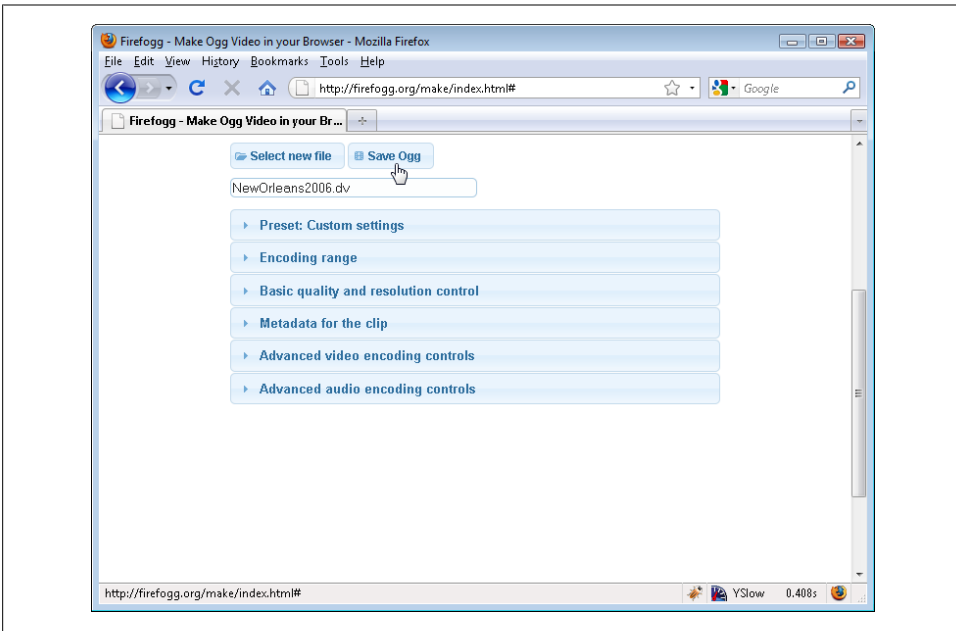 Firefogg - Make Ogg Video in your Browser - Mozilla Firefox
File Edit View History Bookmarks Tools Help
http://firefogg.org/make/index.html#
Google
Firefogg - Make Ogg Video in your Br...
Select new file Save Ogg
NewOrleans2006.dv
Preset: Custom settings
Encoding range
Basic quality and resolution control
Metadata for the clip
Advanced video encoding controls
Advanced audio encoding controls
http://firefogg.org/make/index.html# YSlow 0.408s